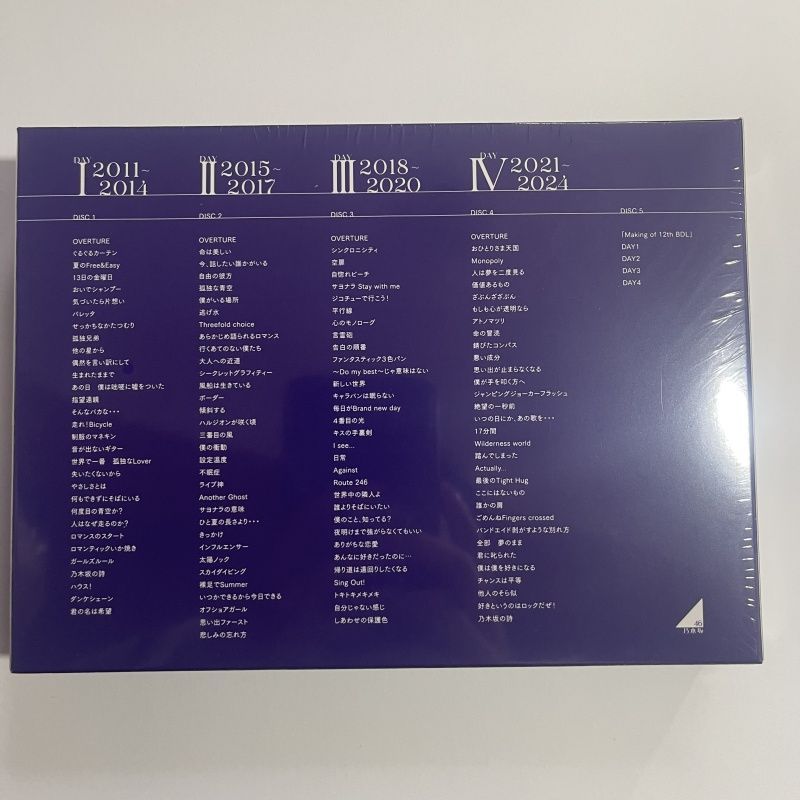 DAY
I 2011~
2014
DISC 1
OVERTURE
ぐるぐるカーテン
夏のFree&Easy
13日の金曜日
おいでシャンプー
気づいたら片想い
バレッタ
せっかちなかたつむり
孤独兄弟
他の星から
偶然を言い訳にして
生まれたままで
あの日 僕は咄嗟に嘘をついた
指望遠鏡
そんなバカな・・・
走れ!Bicycle
制服のマネキン
音が出ないギター
世界で一番 孤独なLover
失いたくないから
やさしさとは
何もできずにそばにいる
何度目の青空か?
人はなぜ走るのか?
ロマンスのスタート
ロマンティックいか焼き
ガールズルール
乃木坂の詩
ハウス!
ダンケシェーン
君の名は希望
DAY
II 2015~
2017
DISC 2
OVERTURE
命は美しい
今、話したい誰かがいる
自由の彼方
孤独な青空
僕がいる場所
逃げ水
Threefold choice
あらかじめ語られるロマンス
行くあてのない僕たち
大人への近道
シークレットグラフィティー
風船は生きている
ボーダー
傾斜する
ハルジオンが咲く頃
三番目の風
僕の衝動
設定温度
不眠症
ライブ神
Another Ghost
サヨナラの意味
ひと夏の長さより・・・
きっかけ
インフルエンサー
太陽ノック
スカイダイビング
裸足でSummer
いつかできるから今日できる
オフショアガール
思い出ファースト
悲しみの忘れ方
DAY
III 2018~
2020
DISC 3
OVERTURE
シンクロニシティ
空扉
自惚れビーチ
サヨナラ Stay with me
ジコチューで行こう!
平行線
心のモノローグ
言霊砲
告白の順番
ファンタスティック3色パン
~Do my best~じゃ意味はない
新しい世界
キャラバンは眠らない
毎日がBrand new day
4番目の光
キスの手裏剣
I see...
日常
Against
Route 246
世界中の隣人よ
誰よりそばにいたい
僕のこと、知ってる?
夜明けまで強がらなくてもいい
ありがちな恋愛
あんなに好きだったのに…
帰り道は遠回りしたくなる
Sing Out!
トキトキメキメキ
自分じゃない感じ
しあわせの保護色
DAY
IV 2021~
2024
DISC 4
OVERTURE
おひとりさま天国
Monopoly
人は夢を二度見る
価値あるもの
ざぶんざざぶん
もしも心が透明なら
アトノマツリ
命の冒涜
錆びたコンパス
悪い成分
思い出が止まらなくなる
僕が手を叩く方へ
ジャンピングジョーカーフラッシュ
絶望の一秒前
いつの日にか、あの歌を・・・
17分間
Wilderness world
踏んでしまった
Actually...
最後のTight Hug
ここにはないもの
誰かの肩
ごめんねFingers crossed
バンドエイド剥がすような別れ方
全部 夢のまま
君に叱られた
僕は僕を好きになる
チャンスは平等
他人のそら似
好きというのはロックだぜ!
乃木坂の詩
DISC 5
「Making of 12th BDL」
DAY1
DAY2
DAY3
DAY4
46
乃木坂